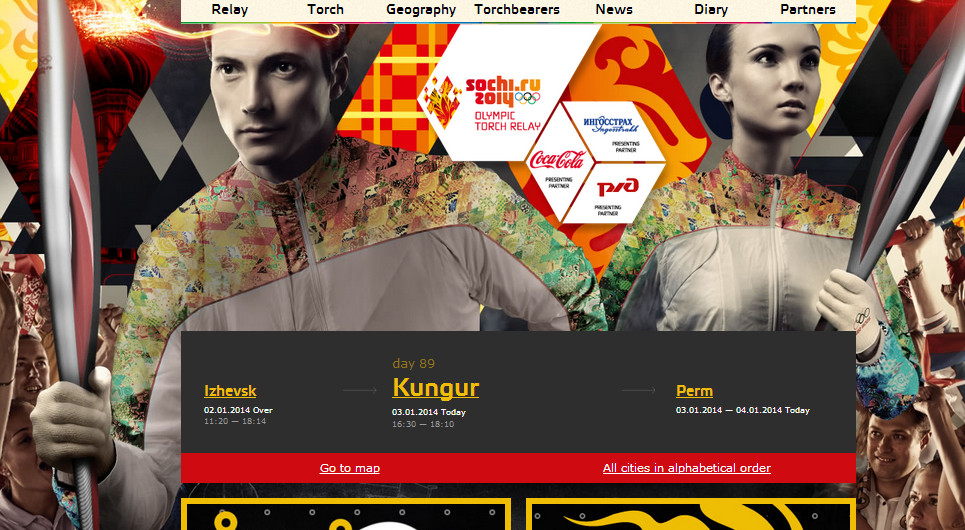 Relay Torch Geography Torchbearers News Diary Partners
sochi.ru
2014
OLYMPIC
TORCH RELAY
ИНГОССТРАХ
Ingosstrakh
PRESENTING
PARTNER
Coca-Cola
PRESENTING
PARTNER
ржд
PRESENTING
PARTNER
day 89
Izhevsk Kungur Perm
02.01.2014 Over 03.01.2014 Today 03.01.2014 — 04.01.2014 Today
11:20 — 18:14 16:30 — 18:10
Go to map All cities in alphabetical order